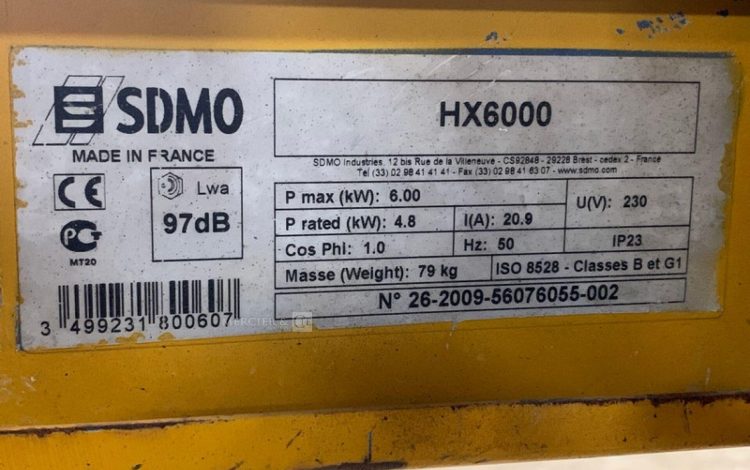 SDMO
MADE IN FRANCE
HX6000
SDMO Industries, 12 bis Rue de la Villeneuve - CS92848 - 29228 Brest - cedex 2 - France
Tél (33) 02 98 41 41 41 - Fax (33) 02 98 41 63 07 - www.sdmo.com
CE
Lwa
97dB
MT20
P max (kW): 6.00
U(V): 230
P rated (kW): 4.8
I(A): 20.9
Cos Phi: 1.0
Hz: 50
IP23
Masse (Weight): 79 kg
ISO 8528 - Classes B et G1
N° 26-2009-56076055-002
3 499231 800607